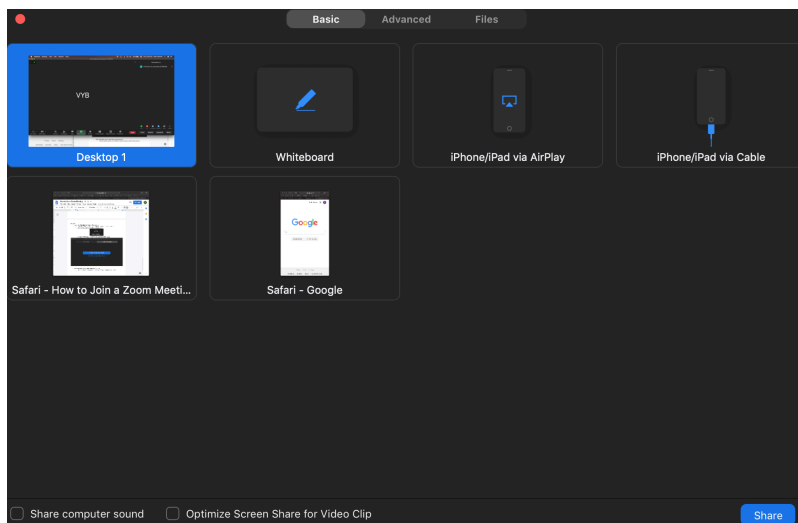 Basic Advanced Files
VYB
Desktop 1
Whiteboard
iPhone/iPad via AirPlay
iPhone/iPad via Cable
Google
Safari - How to Join a Zoom Meeti...
Safari - Google
Share computer sound
Optimize Screen Share for Video Clip
Share